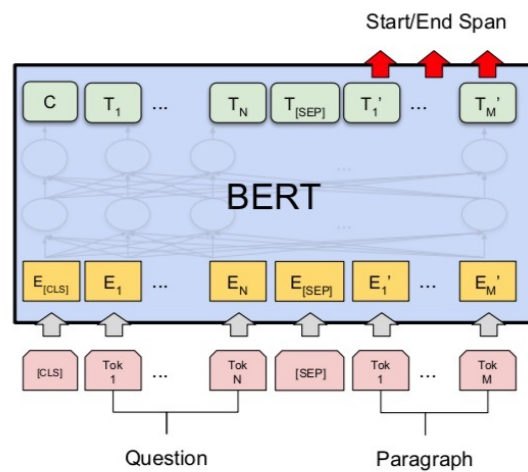 Start/End Span
C T1 ... TN T[SEP] T1' ... TM'
BERT
E[CLS] E1 ... EN E[SEP] E1' ... EM'
[CLS] Tok 1 ... Tok N [SEP] Tok 1 ... Tok M
Question Paragraph